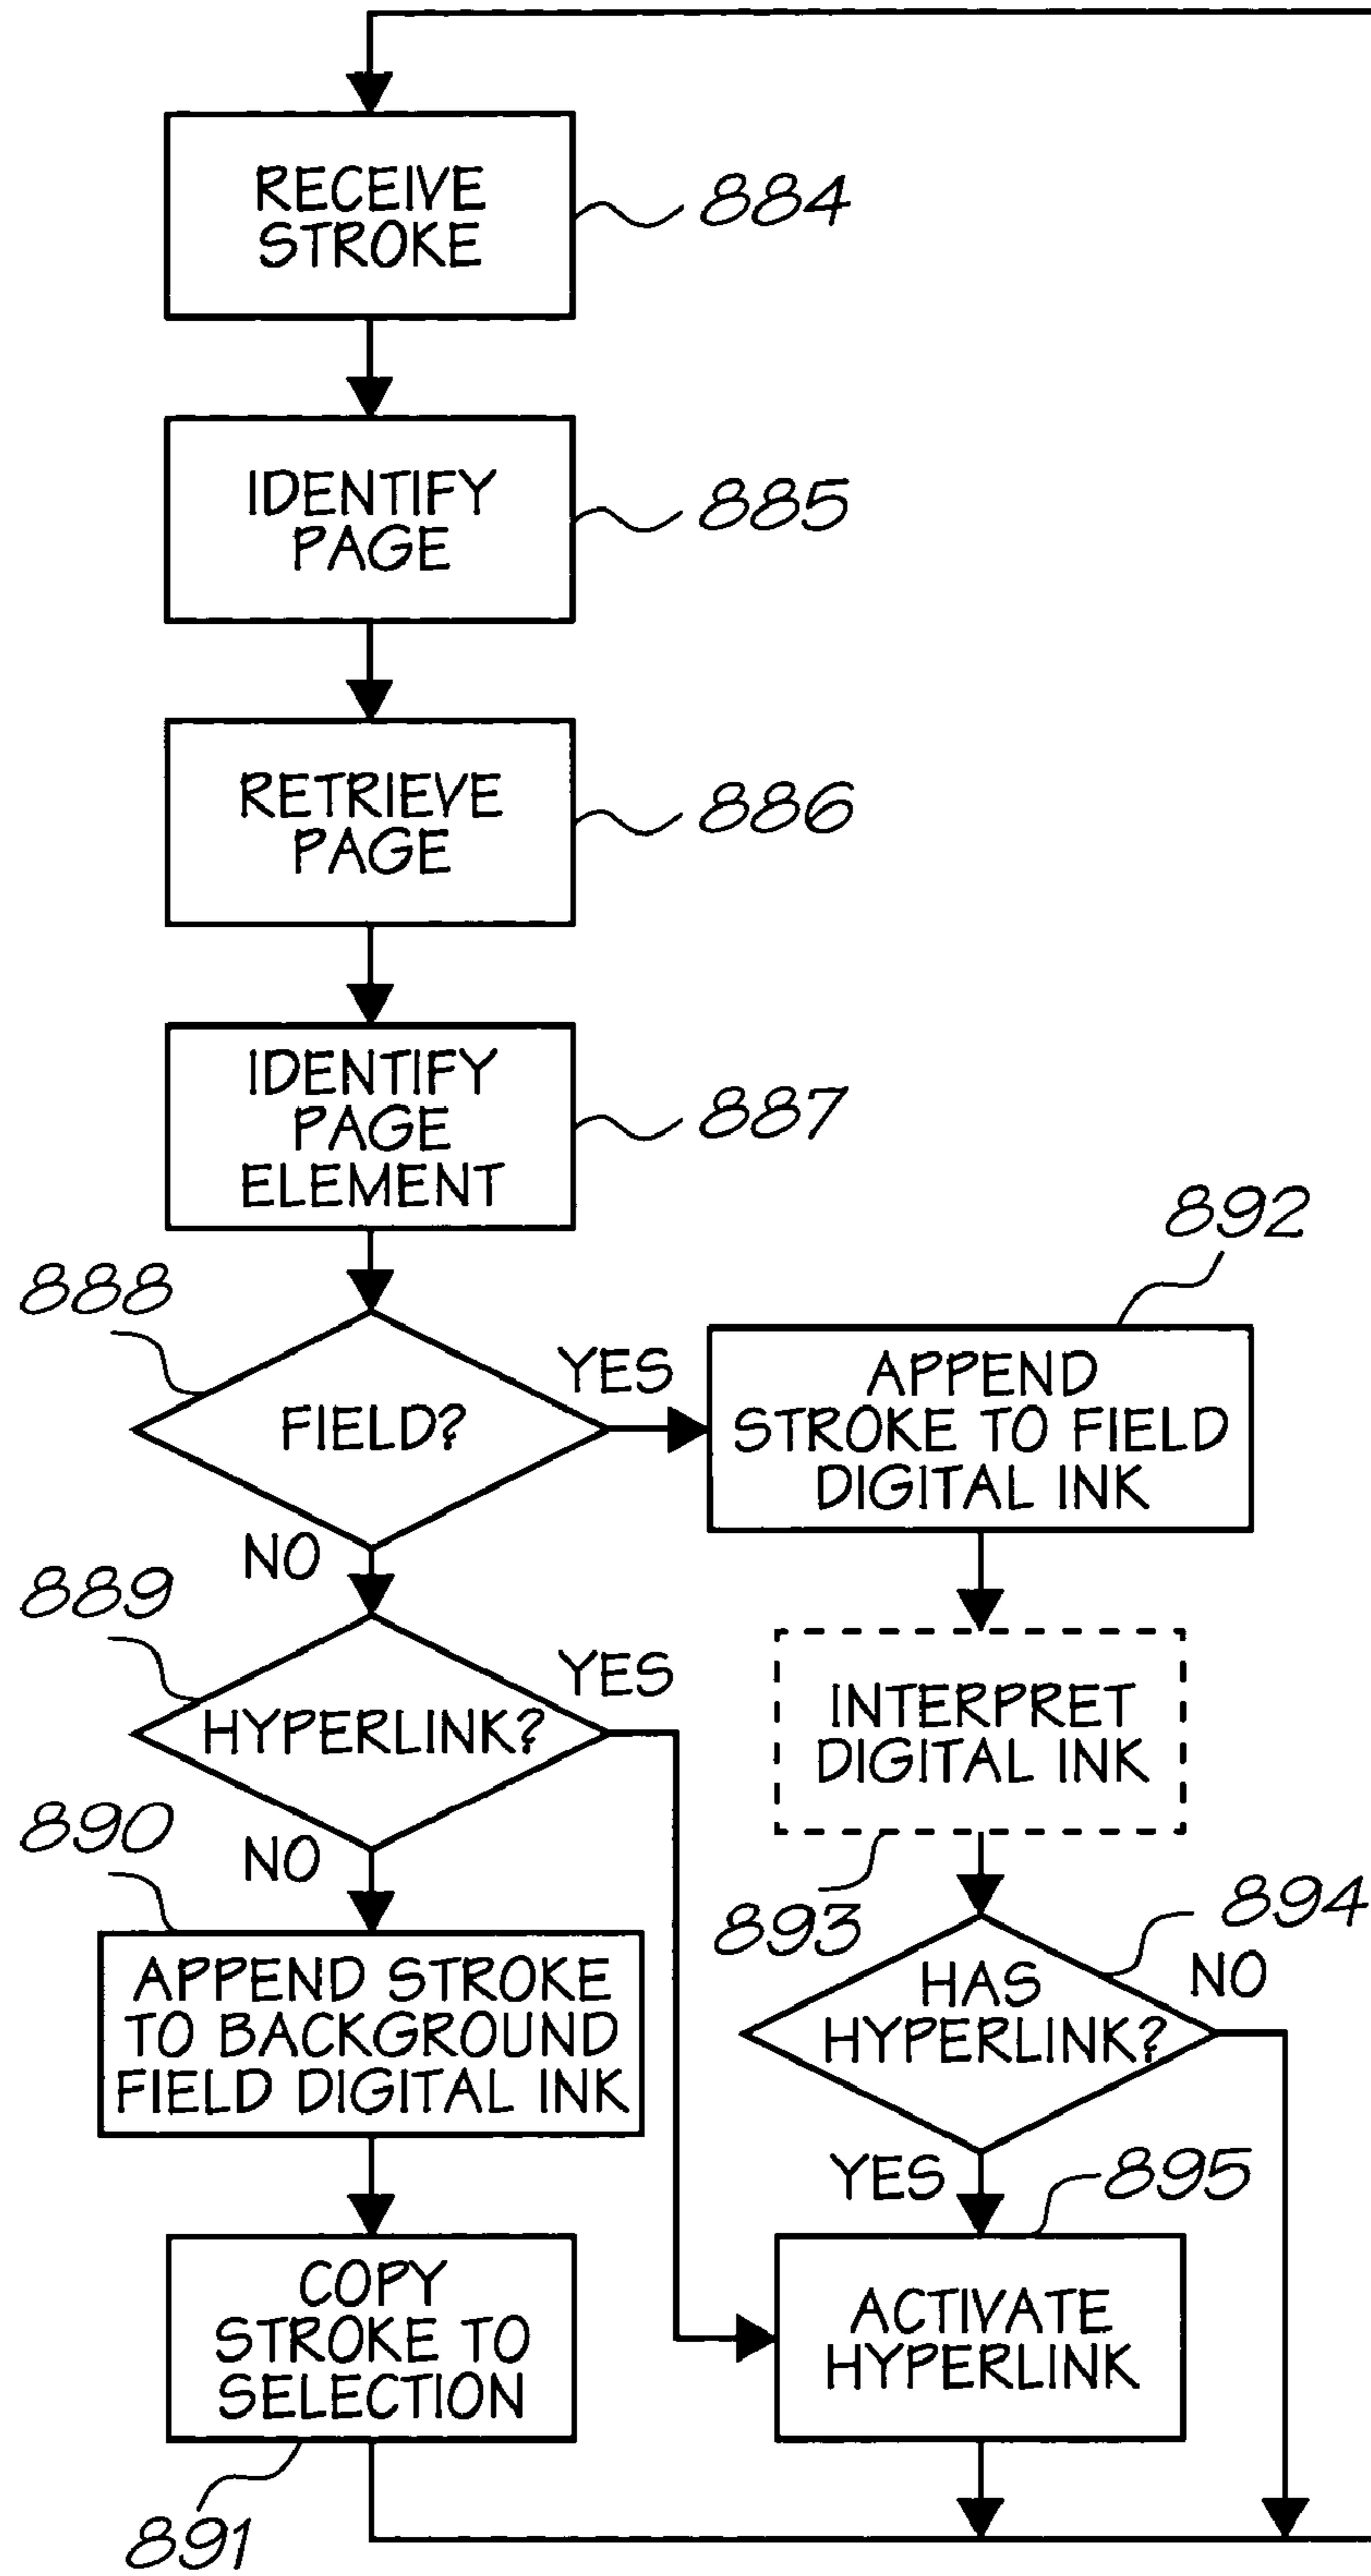 RECEIVE
STROKE
884
IDENTIFY
PAGE
885
RETRIEVE
PAGE
886
IDENTIFY
PAGE
ELEMENT
887
888
FIELD?
YES
NO
892
APPEND
STROKE TO FIELD
DIGITAL INK
889
HYPERLINK?
YES
NO
INTERPRET
DIGITAL INK
893
890
APPEND STROKE
TO BACKGROUND
FIELD DIGITAL INK
894
HAS
HYPERLINK?
NO
YES
895
COPY
STROKE TO
SELECTION
891
ACTIVATE
HYPERLINK